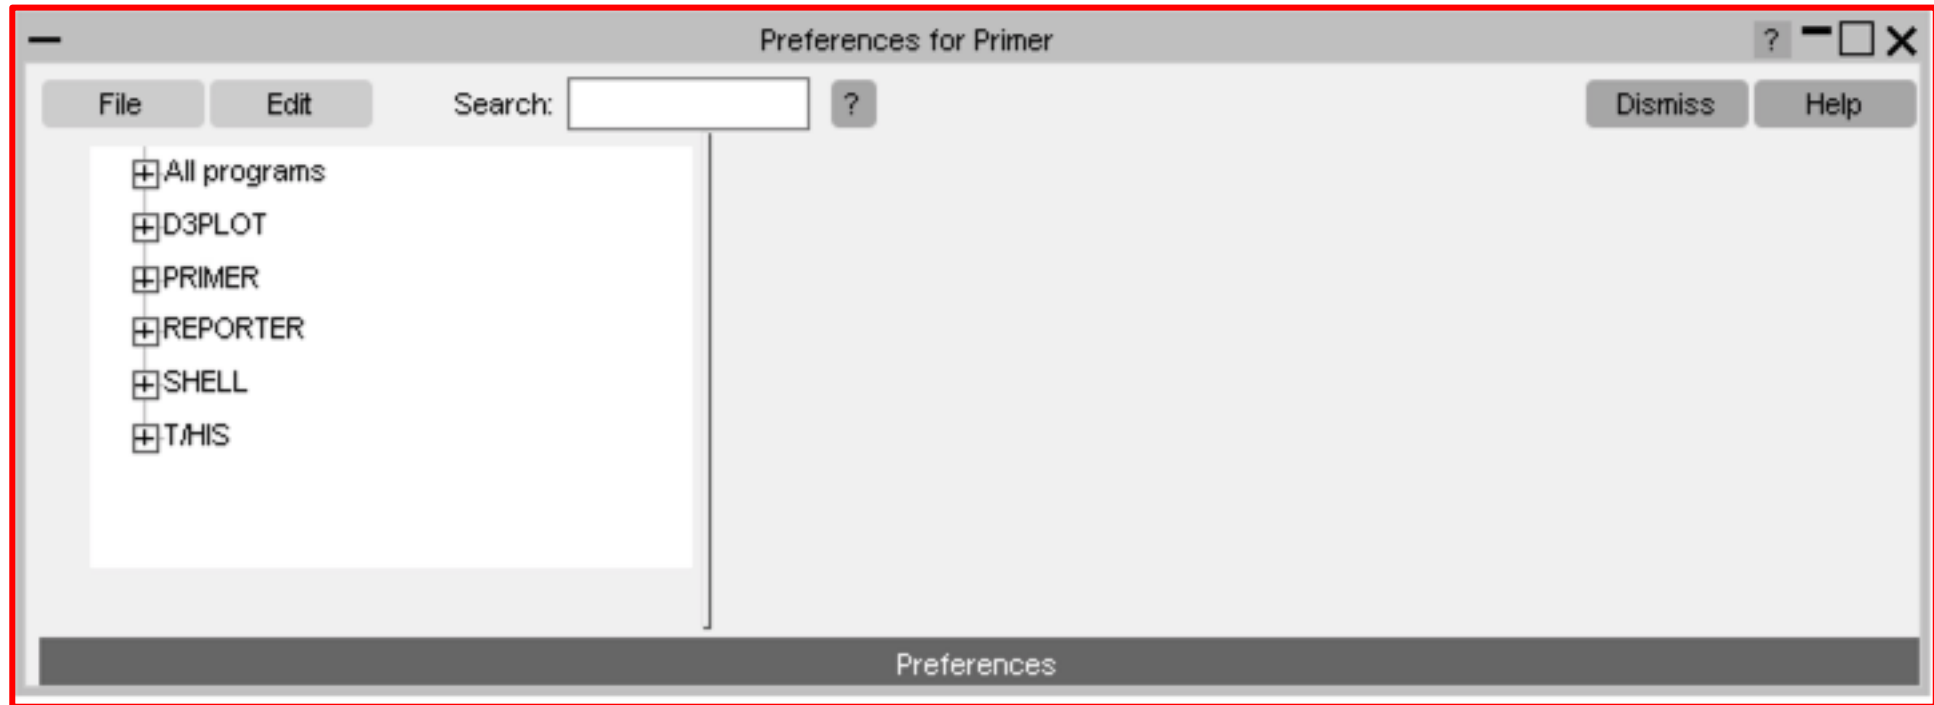 Preferences for Primer ?
File Edit Search: ? Dismiss Help
All programs
D3PLOT
PRIMER
REPORTER
SHELL
T/HIS
Preferences